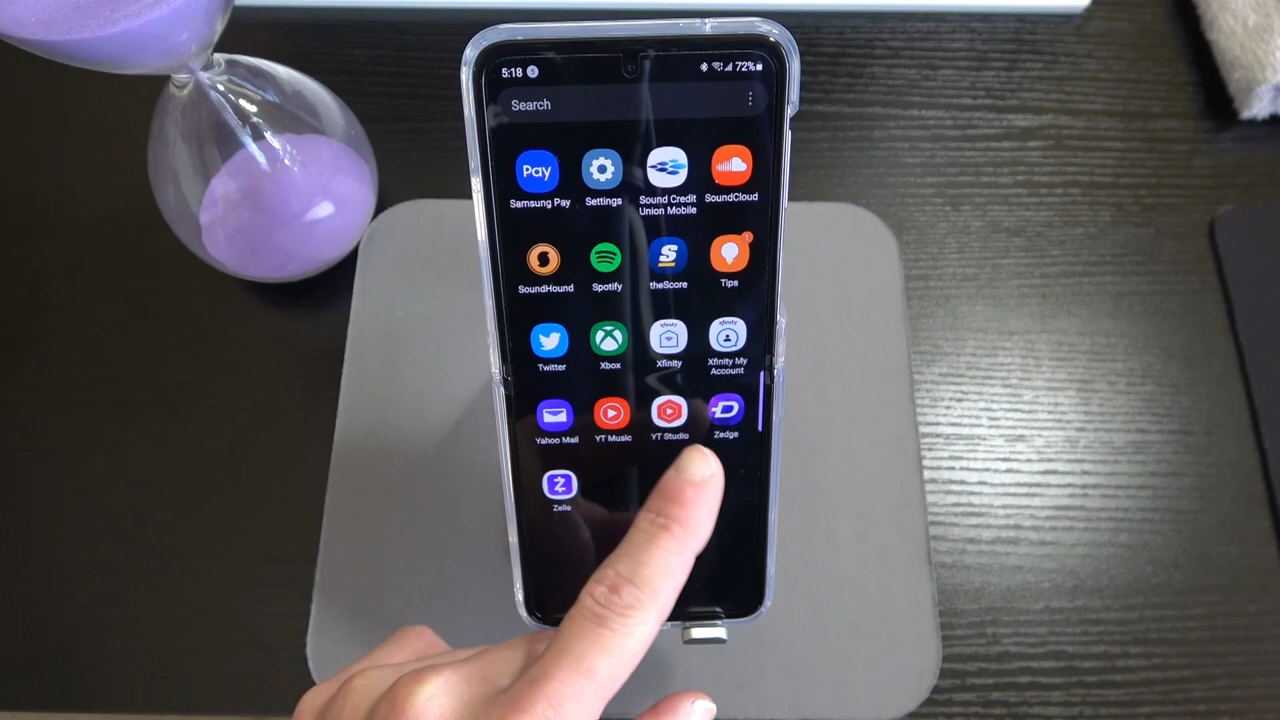 5:18 S 72%
Search
Pay
Samsung Pay Settings Sound Credit SoundCloud
Union Mobile
S 1
SoundHound Spotify theScore Tips
xfinity xfinity
Twitter Xbox Xfinity Xfinity My
Account
Yahoo Mail YT Music YT Studio Zedge
Zelle